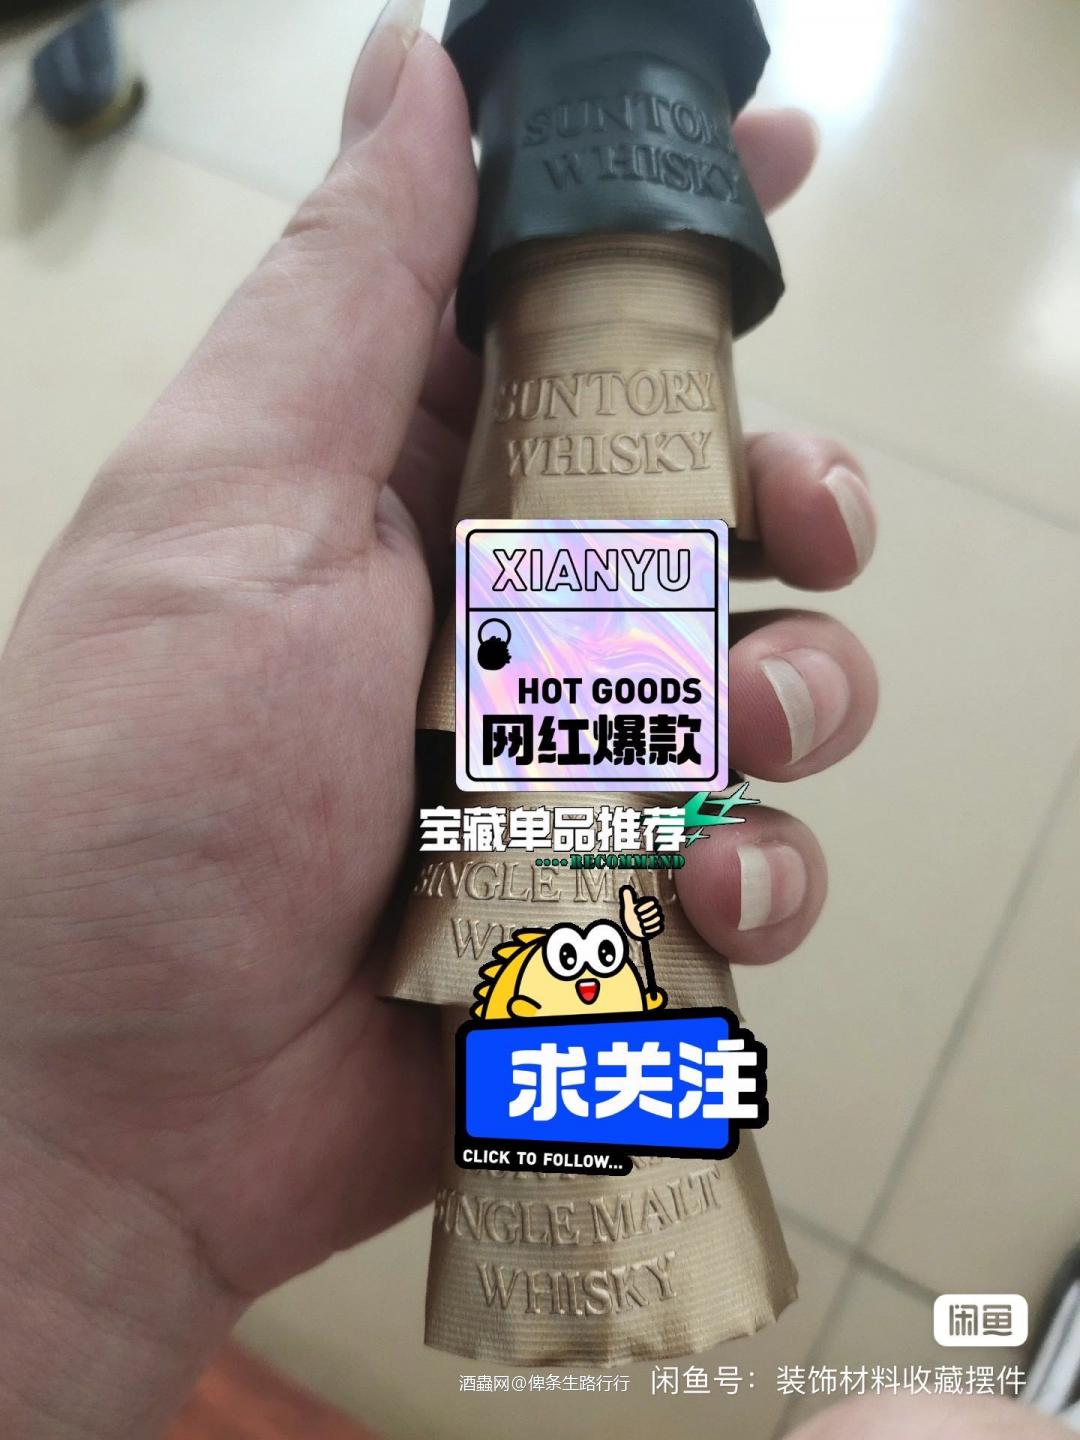 SUNTORY
WHISKY
SUNTORY
WHISKY
XIANYU
HOT GOODS
网红爆款
宝藏单品推荐
RECOMMEND
SINGLE MALT
求关注
CLICK TO FOLLOW...
SINGLE MALT
WHISKY
闲鱼
酒蟲网@俾条生路行行
闲鱼号：装饰材料收藏摆件